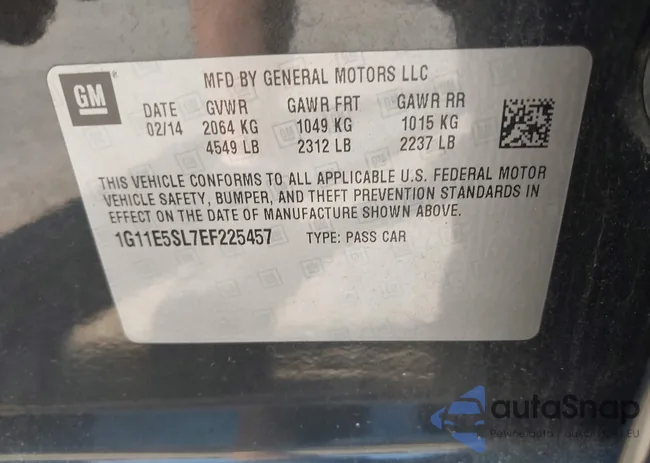 GM
MFD BY GENERAL MOTORS LLC
DATE GVWR GAWR FRT GAWR RR
02/14 2064 KG 1049 KG 1015 KG
4549 LB 2312 LB 2237 LB
THIS VEHICLE CONFORMS TO ALL APPLICABLE U.S. FEDERAL MOTOR
VEHICLE SAFETY, BUMPER, AND THEFT PREVENTION STANDARDS IN
EFFECT ON THE DATE OF MANUFACTURE SHOWN ABOVE.
1G11E5SL7EF225457 TYPE: PASS CAR
autoSnap